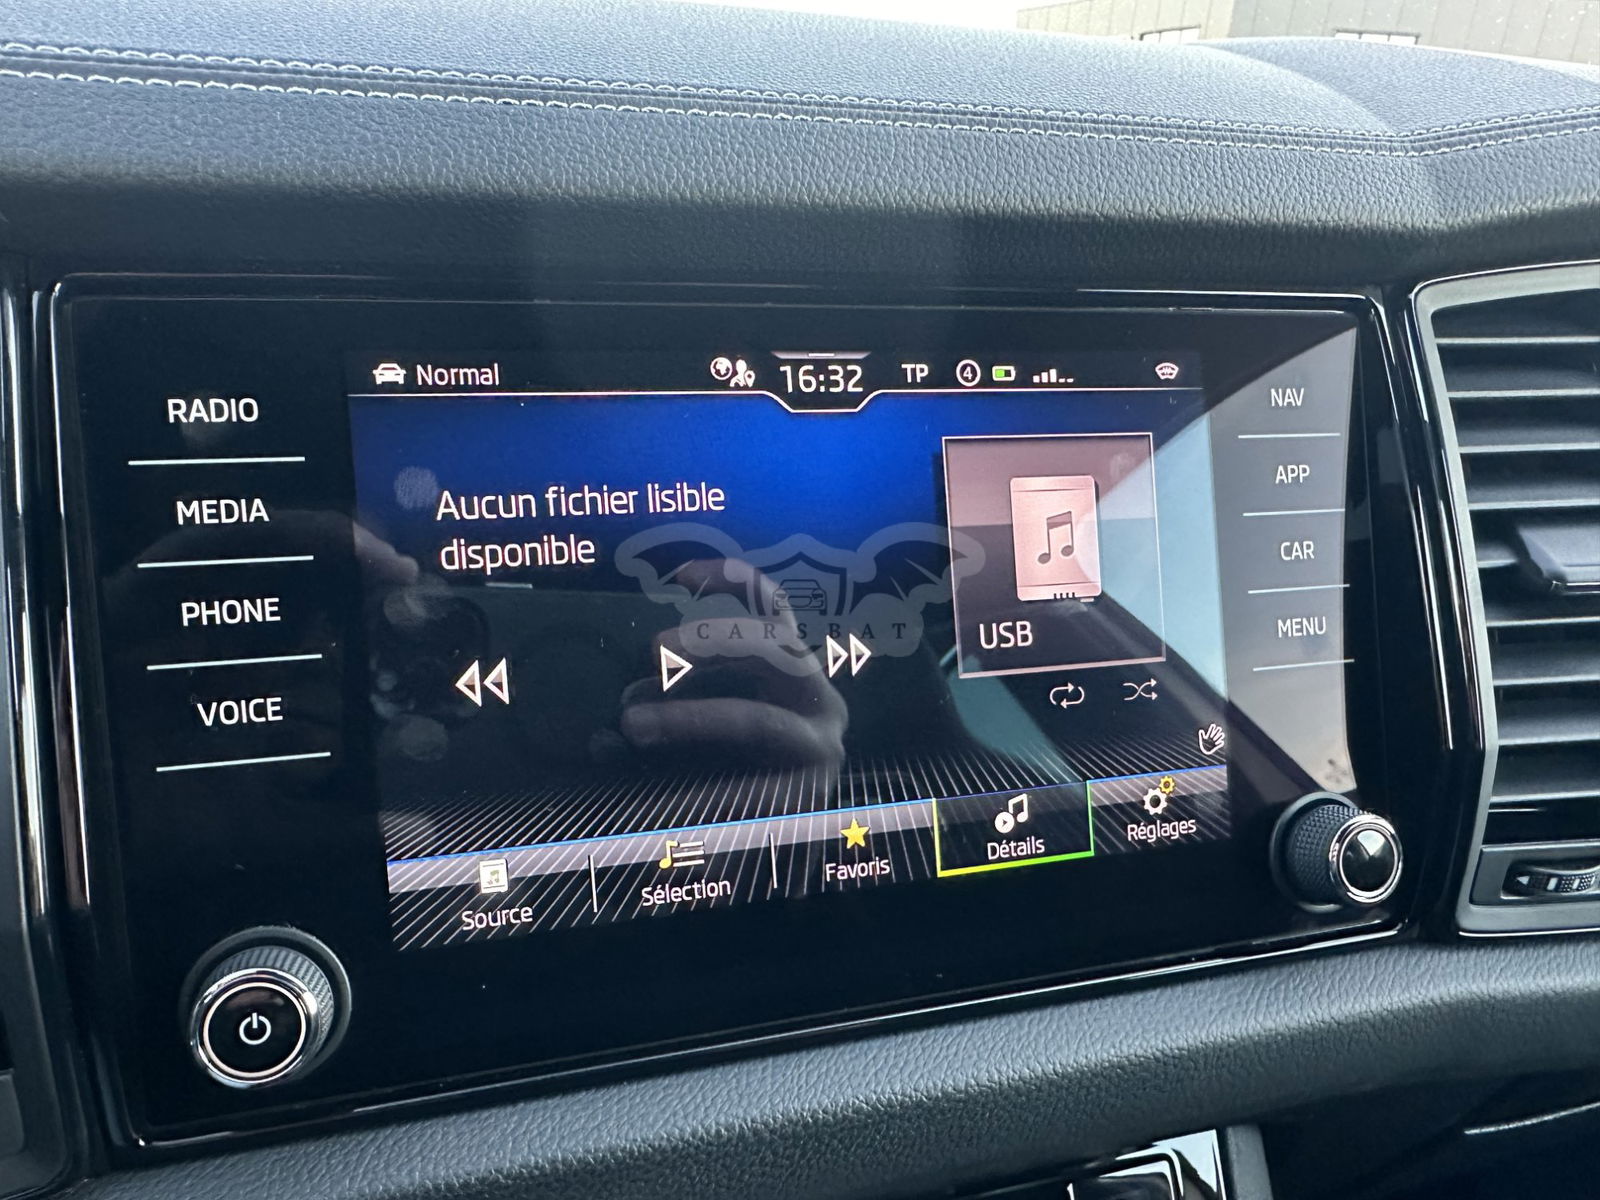 Normal
16:32
TP
4
RADIO
MEDIA
PHONE
VOICE
Aucun fichier lisible
disponible
USB
CARSBAT
Source
Sélection
Favoris
Détails
Réglages
NAV
APP
CAR
MENU